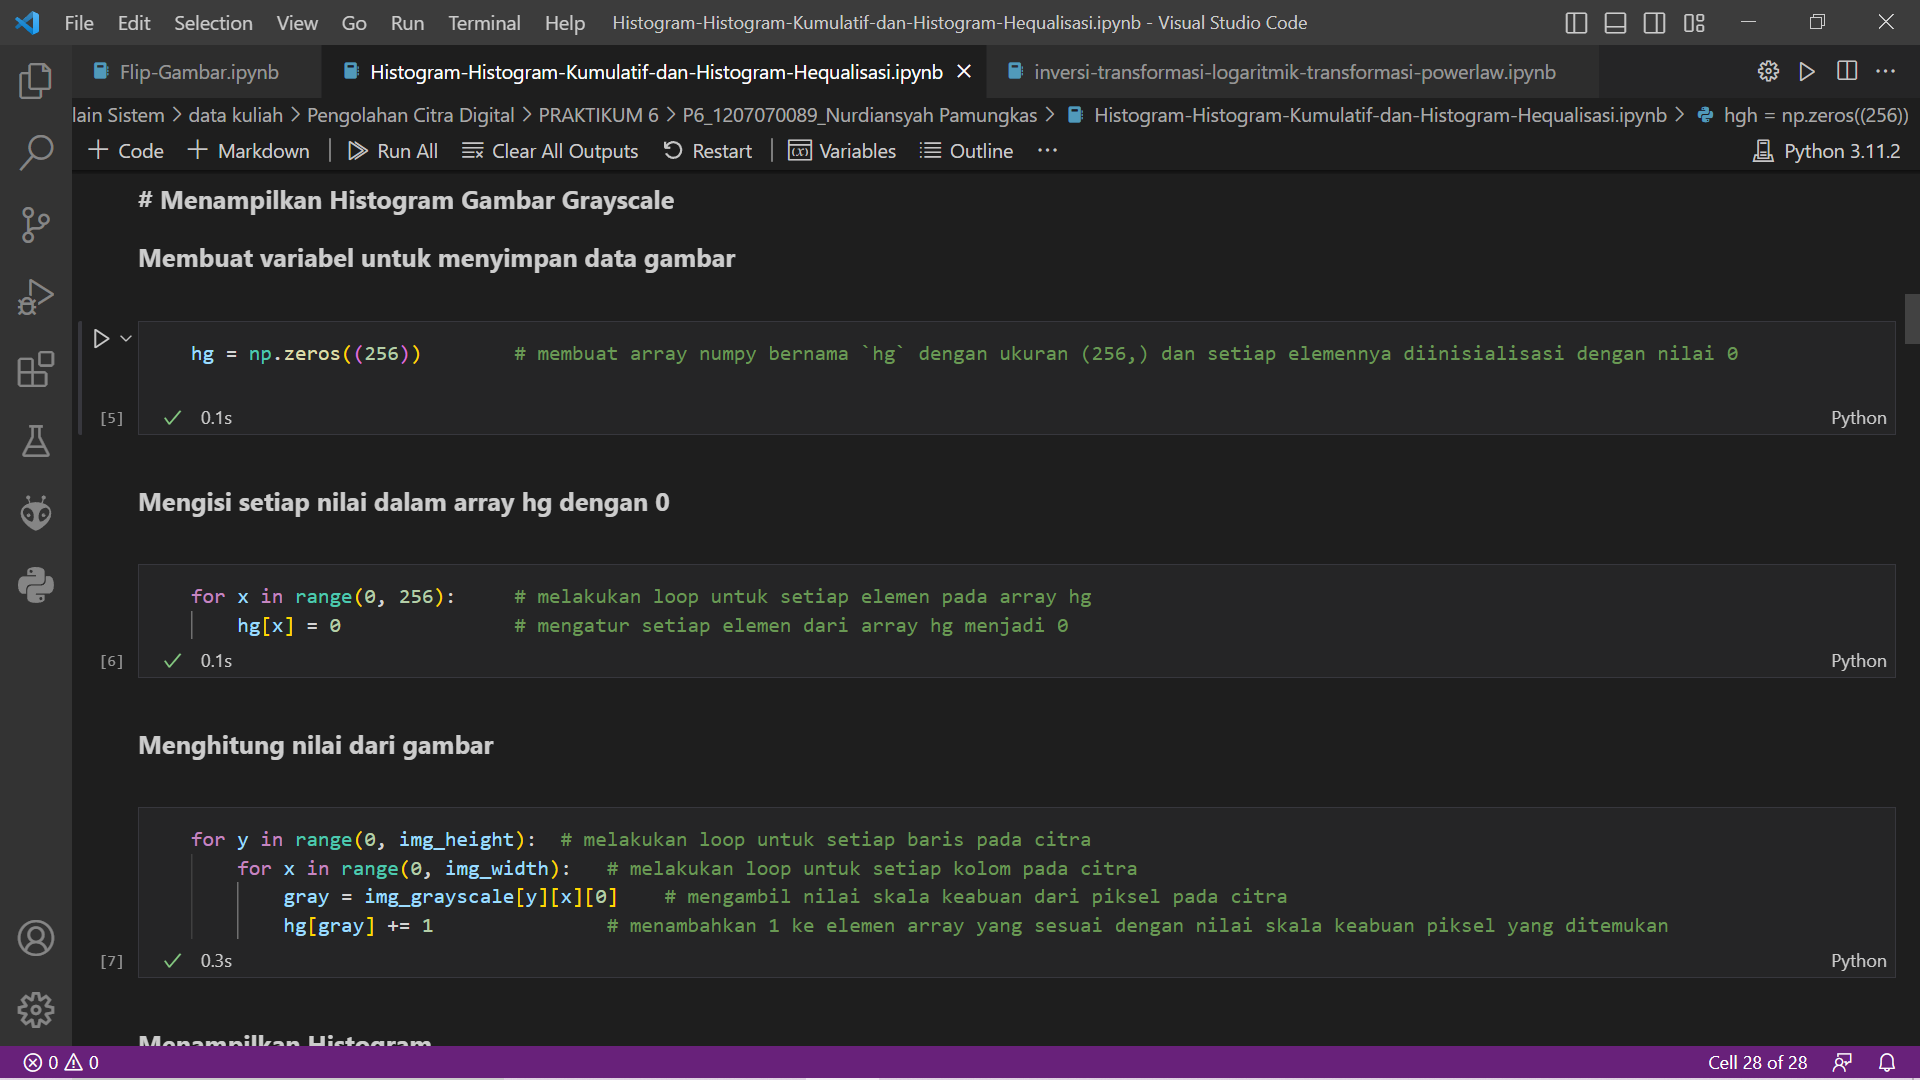 File Edit Selection View Go Run Terminal Help Histogram-Histogram-Kumulatif-dan-Histogram-Hequalisasi.ipynb - Visual Studio Code
Flip-Gambar.ipynb Histogram-Histogram-Kumulatif-dan-Histogram-Hequalisasi.ipynb inversi-transformasi-logaritmik-transformasi-powerlaw.ipynb
lain Sistem > data kuliah > Pengolahan Citra Digital > PRAKTIKUM 6 > P6_1207070089_Nurdiansyah Pamungkas > Histogram-Histogram-Kumulatif-dan-Histogram-Hequalisasi.ipynb > hgh = np.zeros((256))
+ Code + Markdown | Run All Clear All Outputs Restart | Variables Outline ... Python 3.11.2
# Menampilkan Histogram Gambar Grayscale
Membuat variabel untuk menyimpan data gambar
hg = np.zeros((256)) # membuat array numpy bernama `hg` dengan ukuran (256,) dan setiap elemennya diinisialisasi dengan nilai 0
[5] 0.1s Python
Mengisi setiap nilai dalam array hg dengan 0
for x in range(0, 256): # melakukan loop untuk setiap elemen pada array hg
hg[x] = 0 # mengatur setiap elemen dari array hg menjadi 0
[6] 0.1s Python
Menghitung nilai dari gambar
for y in range(0, img_height): # melakukan loop untuk setiap baris pada citra
for x in range(0, img_width): # melakukan loop untuk setiap kolom pada citra
gray = img_grayscale[y][x][0] # mengambil nilai skala keabuan dari piksel pada citra
hg[gray] += 1 # menambahkan 1 ke elemen array yang sesuai dengan nilai skala keabuan piksel yang ditemukan
[7] 0.3s Python
Menampilkan Histogram
0 0 Cell 28 of 28